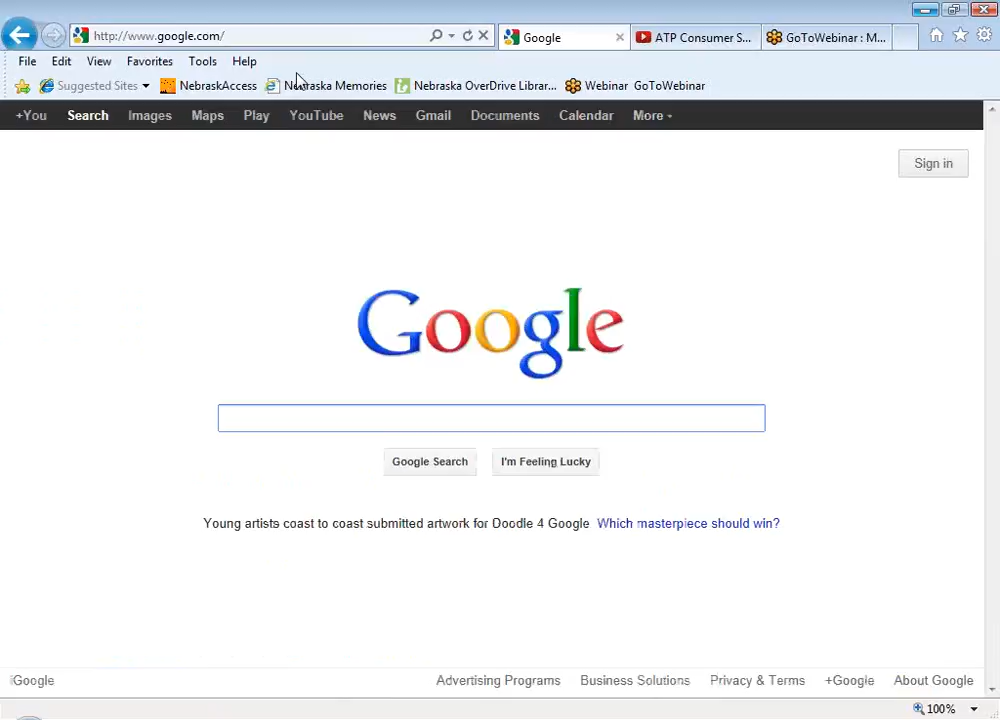 http://www.google.com/
Google
ATP Consumer S...
GoToWebinar : M...
File Edit View Favorites Tools Help
Suggested Sites NebraskAccess Nebraska Memories Nebraska OverDrive Librar... Webinar GoToWebinar
+You Search Images Maps Play YouTube News Gmail Documents Calendar More
Sign in
Google
Google Search I'm Feeling Lucky
Young artists coast to coast submitted artwork for Doodle 4 Google Which masterpiece should win?
iGoogle Advertising Programs Business Solutions Privacy & Terms +Google About Google
100%